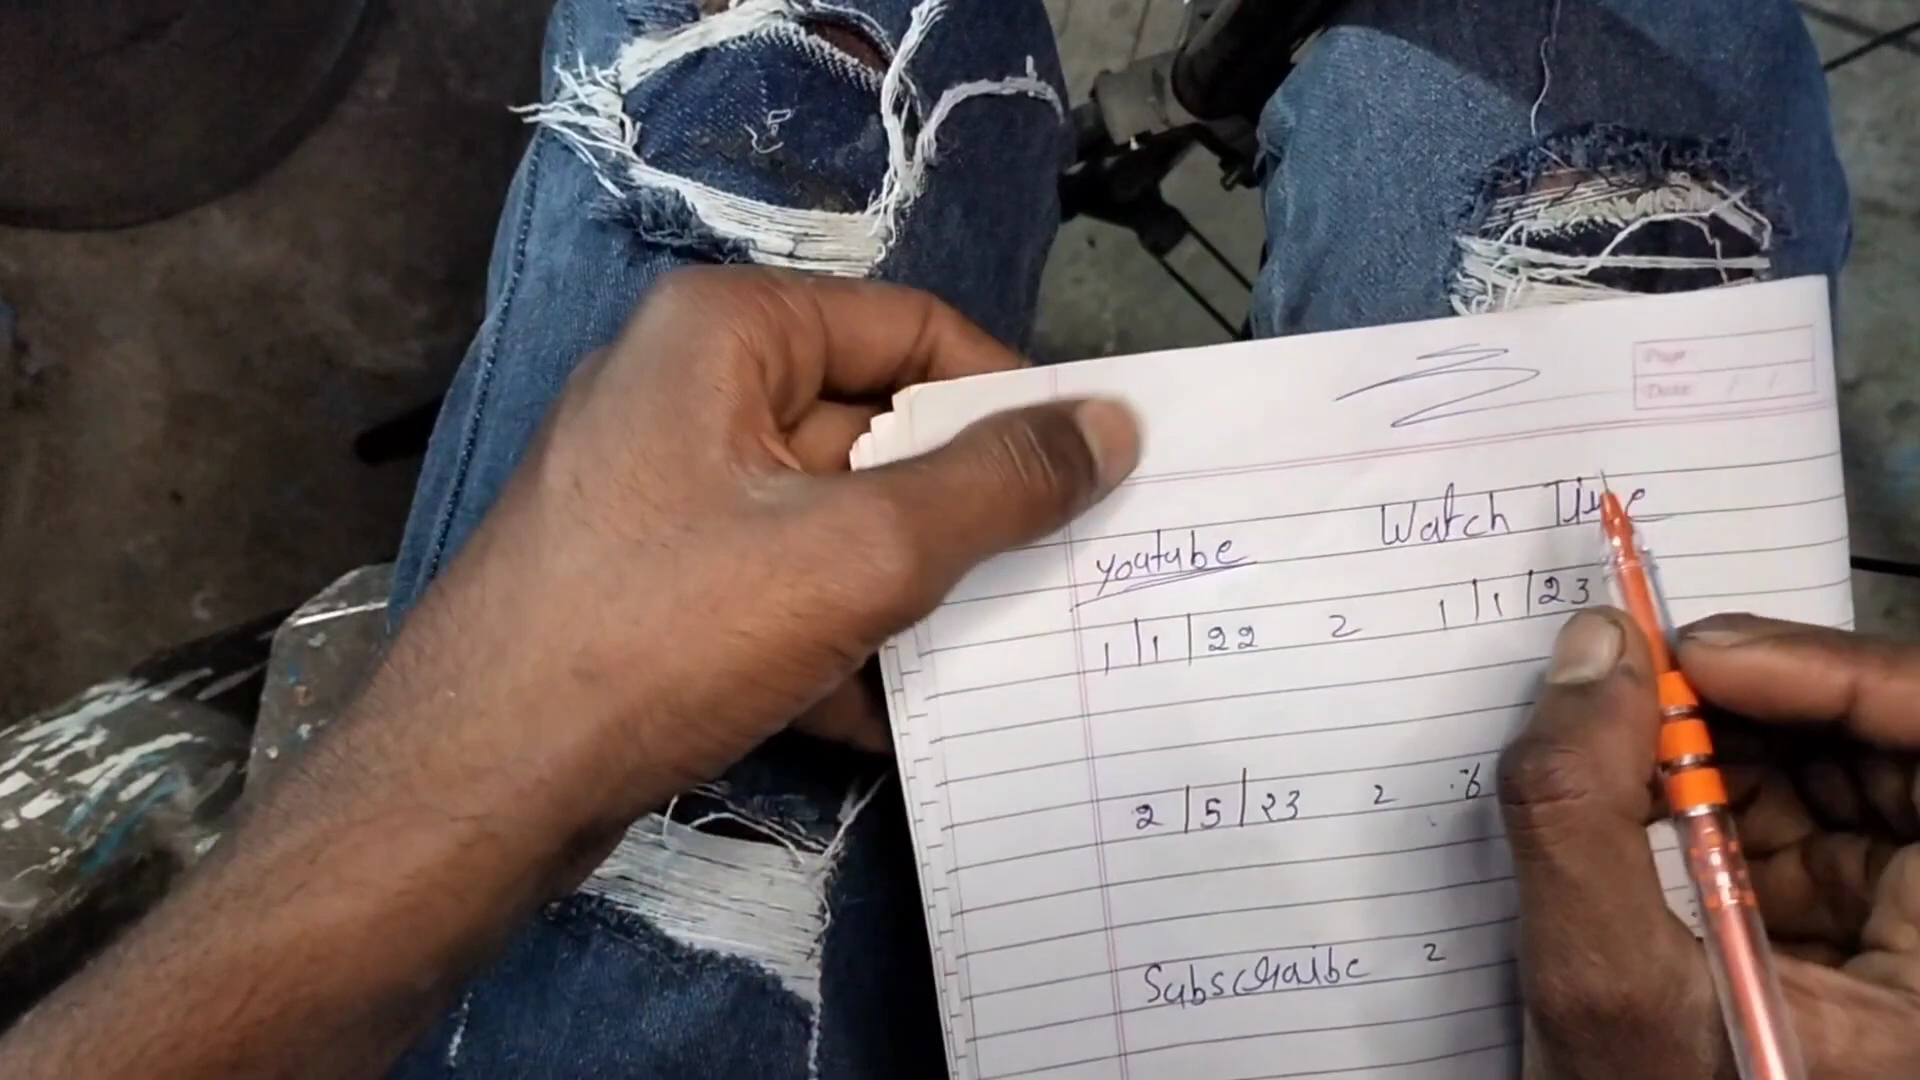 Page:
Date: / /
youtube Watch Time
1/1/22 2 1/1/23
2/5/23 2
Subscraibe 2